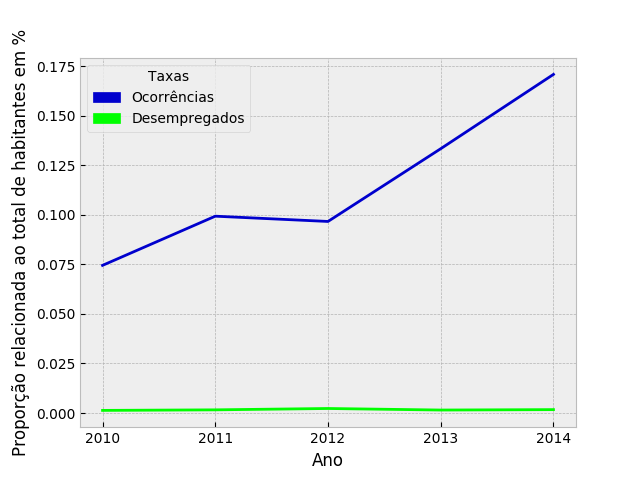 Proporção relacionada ao total de habitantes em %
0.175
0.150
0.125
0.100
0.075
0.050
0.025
0.000
Taxas
Ocorrências
Desempregados
2010 2011 2012 2013 2014
Ano